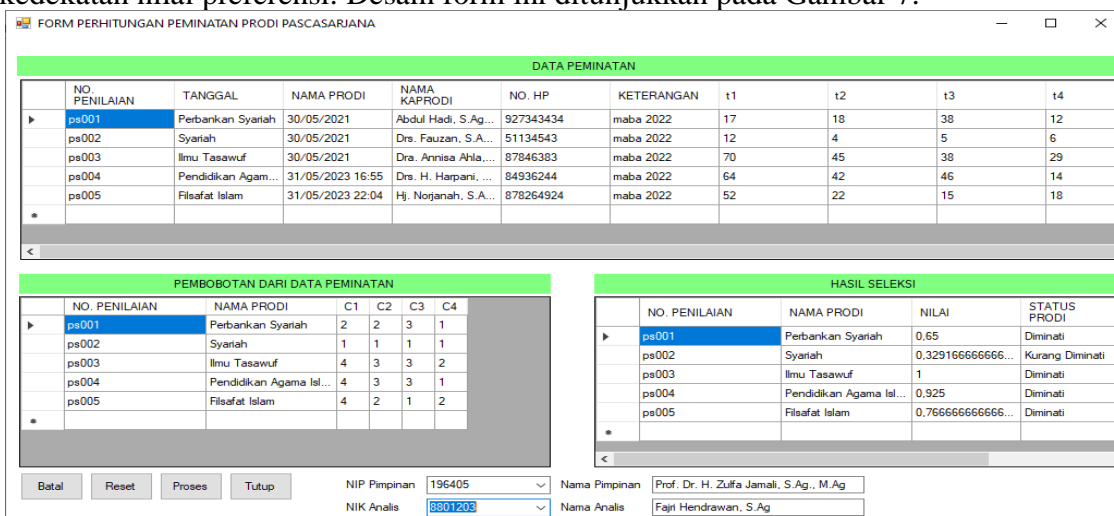 kedekatan nilai preferensi. Desain form ini ditunjukkan pada Gambar 7.
FORM PERHITUNGAN PEMINATAN PRODI PASCASARJANA
DATA PEMINATAN
NO. PENILAIAN TANGGAL NAMA PRODI NAMA KAPRODI NO. HP KETERANGAN t1 t2 t3 t4
ps001 Perbankan Syariah 30/05/2021 Abdul Hadi, S.Ag... 927343434 maba 2022 17 18 38 12
ps002 Syariah 30/05/2021 Drs. Fauzan, S.A... 51134543 maba 2022 12 4 5 6
ps003 Ilmu Tasawuf 30/05/2021 Dra. Annisa Ahla,... 87846383 maba 2022 70 45 38 29
ps004 Pendidikan Agam... 31/05/2023 16:55 Drs. H. Harpani, ... 84936244 maba 2022 64 42 46 14
ps005 Filsafat Islam 31/05/2023 22:04 Hj. Norjanah, S.A... 878264924 maba 2022 52 22 15 18
PEMBOBOTAN DARI DATA PEMINATAN
NO. PENILAIAN NAMA PRODI C1 C2 C3 C4
ps001 Perbankan Syariah 2 2 3 1
ps002 Syariah 1 1 1 1
ps003 Ilmu Tasawuf 4 3 3 2
ps004 Pendidikan Agama Isl... 4 3 3 1
ps005 Filsafat Islam 4 2 1 2
HASIL SELEKSI
NO. PENILAIAN NAMA PRODI NILAI STATUS PRODI
ps001 Perbankan Syariah 0,65 Diminati
ps002 Syariah 0,329166666666... Kurang Diminati
ps003 Ilmu Tasawuf 1 Diminati
ps004 Pendidikan Agama Isl... 0,925 Diminati
ps005 Filsafat Islam 0,766666666666... Diminati
Batal Reset Proses Tutup
NIP Pimpinan 196405 Nama Pimpinan Prof. Dr. H. Zulfa Jamali, S.Ag., M.Ag
NIK Analis 8801203 Nama Analis Fajri Hendrawan, S.Ag